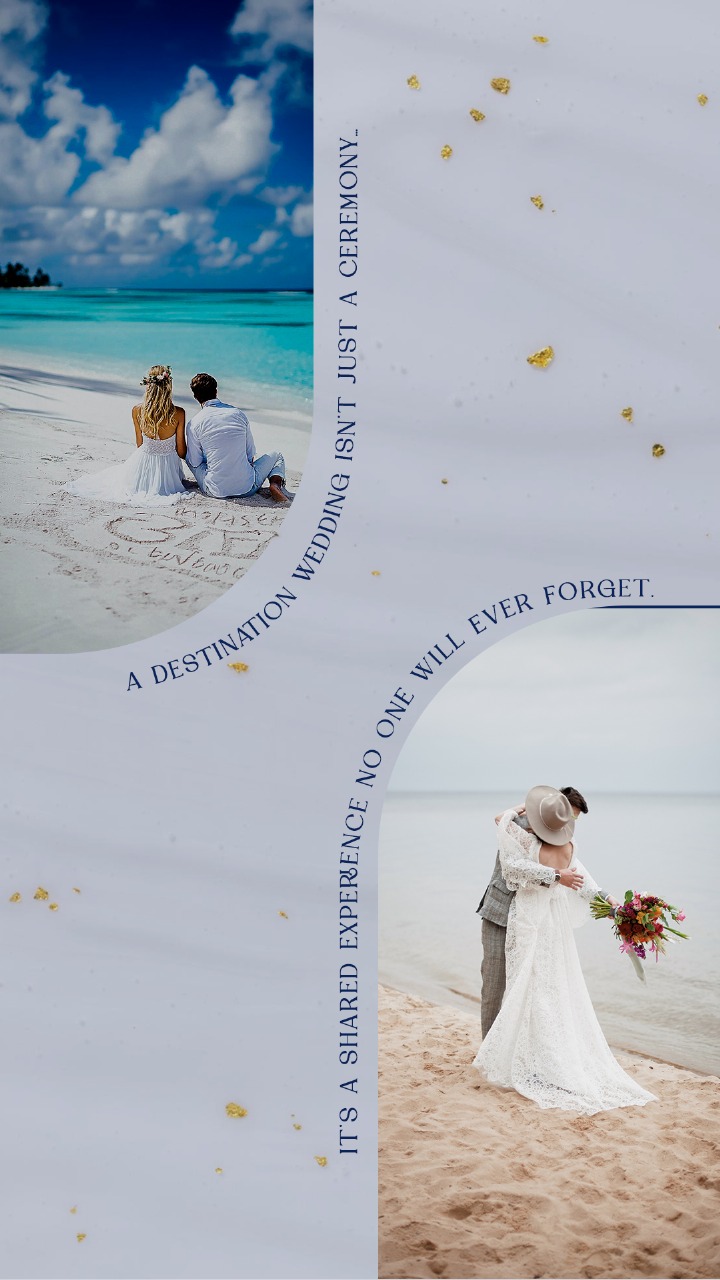 A DESTINATION WEDDING ISN'T JUST A CEREMONY...
IT'S A SHARED EXPERIENCE NO ONE WILL EVER FORGET.